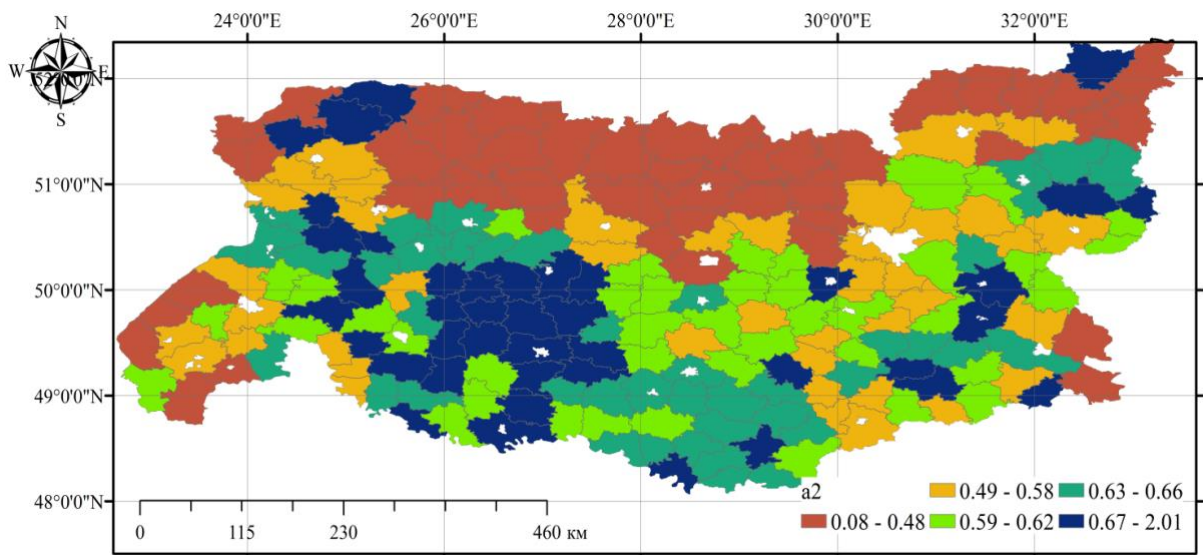 24°0'0"E 26°0'0"E 28°0'0"E 30°0'0"E 32°0'0"E
N
W E
S
51°0'0"N
50°0'0"N
49°0'0"N
48°0'0"N
a2
0.49 - 0.58 0.63 - 0.66
0.08 - 0.48 0.59 - 0.62 0.67 - 2.01
0 115 230 460 км